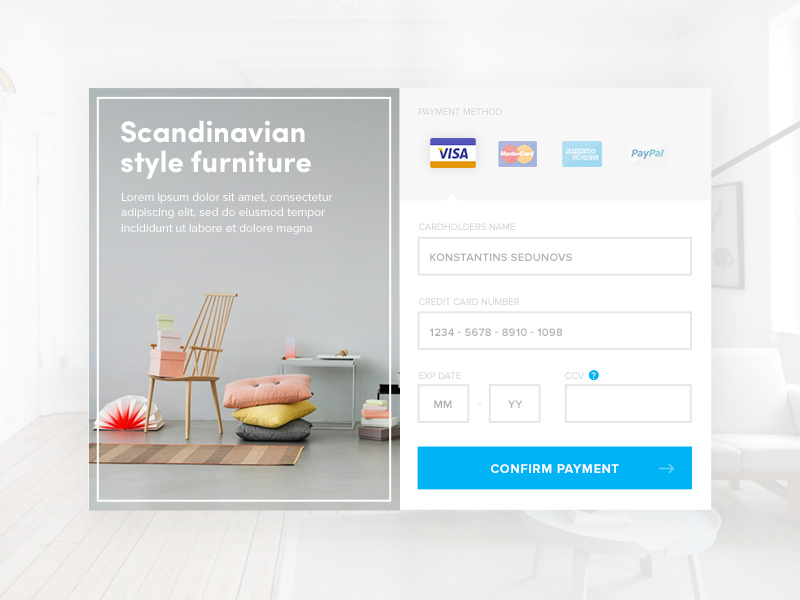 Scandinavian
style furniture
Lorem ipsum dolor sit amet, consectetur
adipiscing elit, sed do eiusmod tempor
incididunt ut labore et dolore magna
PAYMENT METHOD
VISA MasterCard AMERICAN EXPRESS PayPal
CARDHOLDERS NAME
KONSTANTINS SEDUNOVS
CREDIT CARD NUMBER
1234 - 5678 - 8910 - 1098
EXP DATE CCV ?
MM - YY
CONFIRM PAYMENT